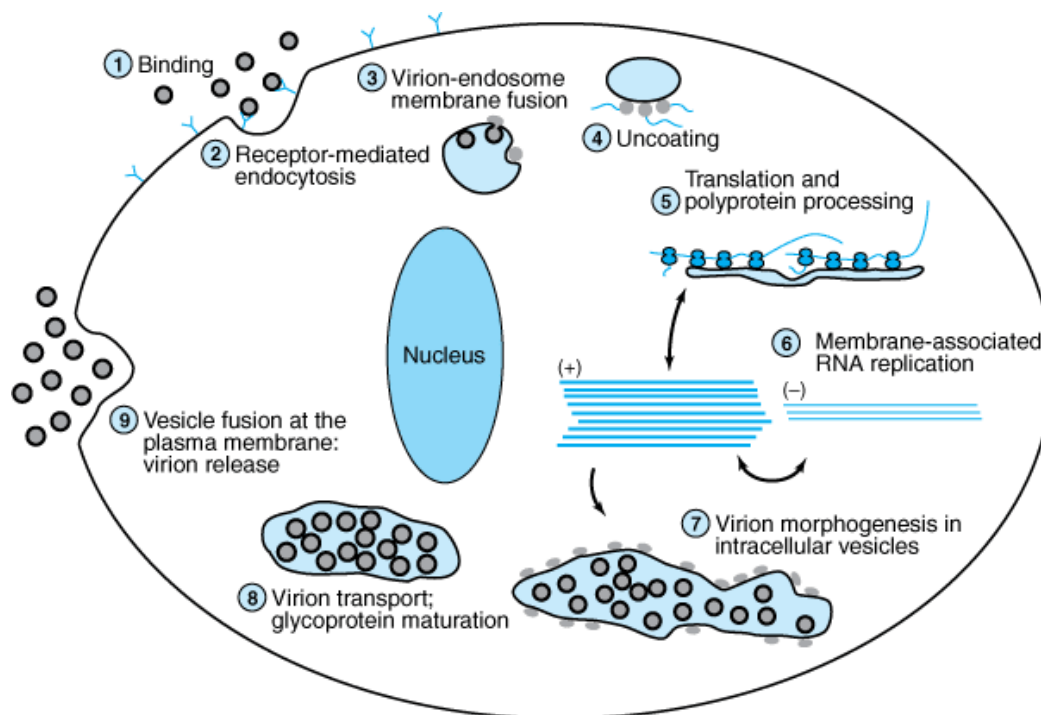 1 Binding
2 Receptor-mediated
endocytosis
3 Virion-endosome
membrane fusion
4 Uncoating
Translation and
5 polyprotein processing
6 Membrane-associated
RNA replication
(+)
(–)
Nucleus
7 Virion morphogenesis in
intracellular vesicles
8 Virion transport;
glycoprotein maturation
9 Vesicle fusion at the
plasma membrane:
virion release